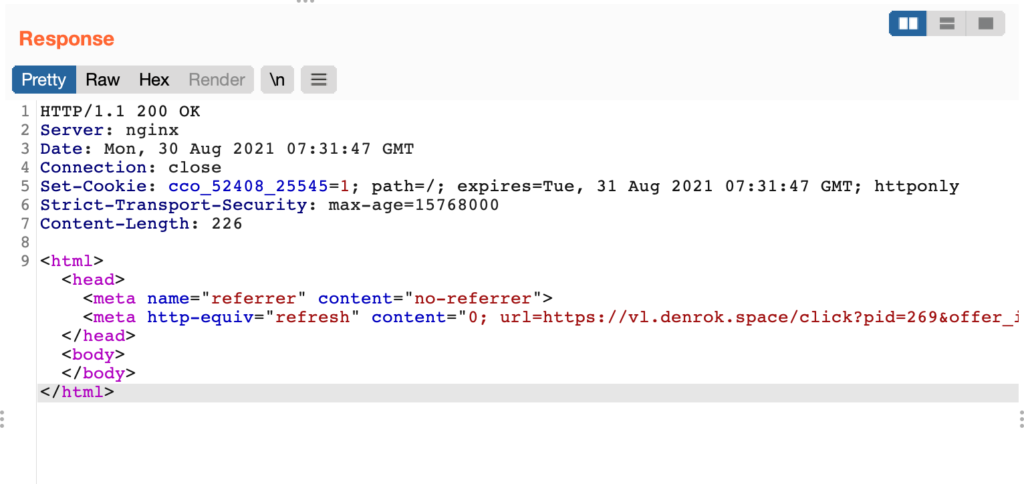 Response
Pretty Raw Hex Render \n
1 HTTP/1.1 200 OK
2 Server: nginx
3 Date: Mon, 30 Aug 2021 07:31:47 GMT
4 Connection: close
5 Set-Cookie: cco_52408_25545=1; path=/; expires=Tue, 31 Aug 2021 07:31:47 GMT; httponly
6 Strict-Transport-Security: max-age=15768000
7 Content-Length: 226
8
9 <html>
<head>
<meta name="referrer" content="no-referrer">
<meta http-equiv="refresh" content="0; url=https://vl.denrok.space/click?pid=269&offer_i
</head>
<body>
</body>
</html>